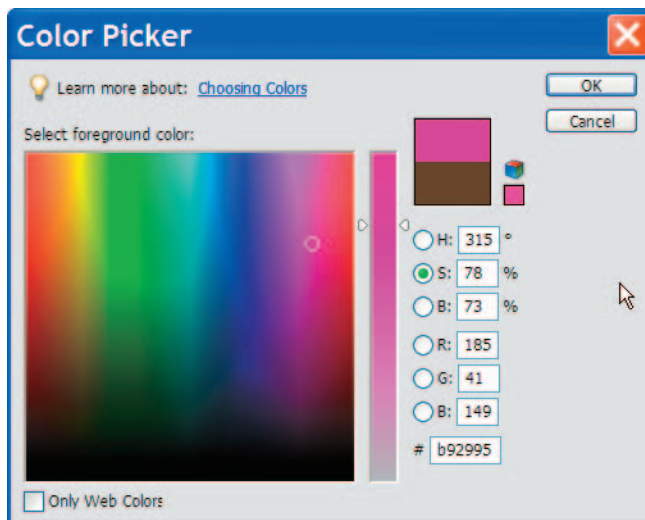 Color Picker
Learn more about: Choosing Colors
OK
Cancel
Select foreground color:
H: 315 °
S: 78 %
B: 73 %
R: 185
G: 41
B: 149
# b92995
Only Web Colors